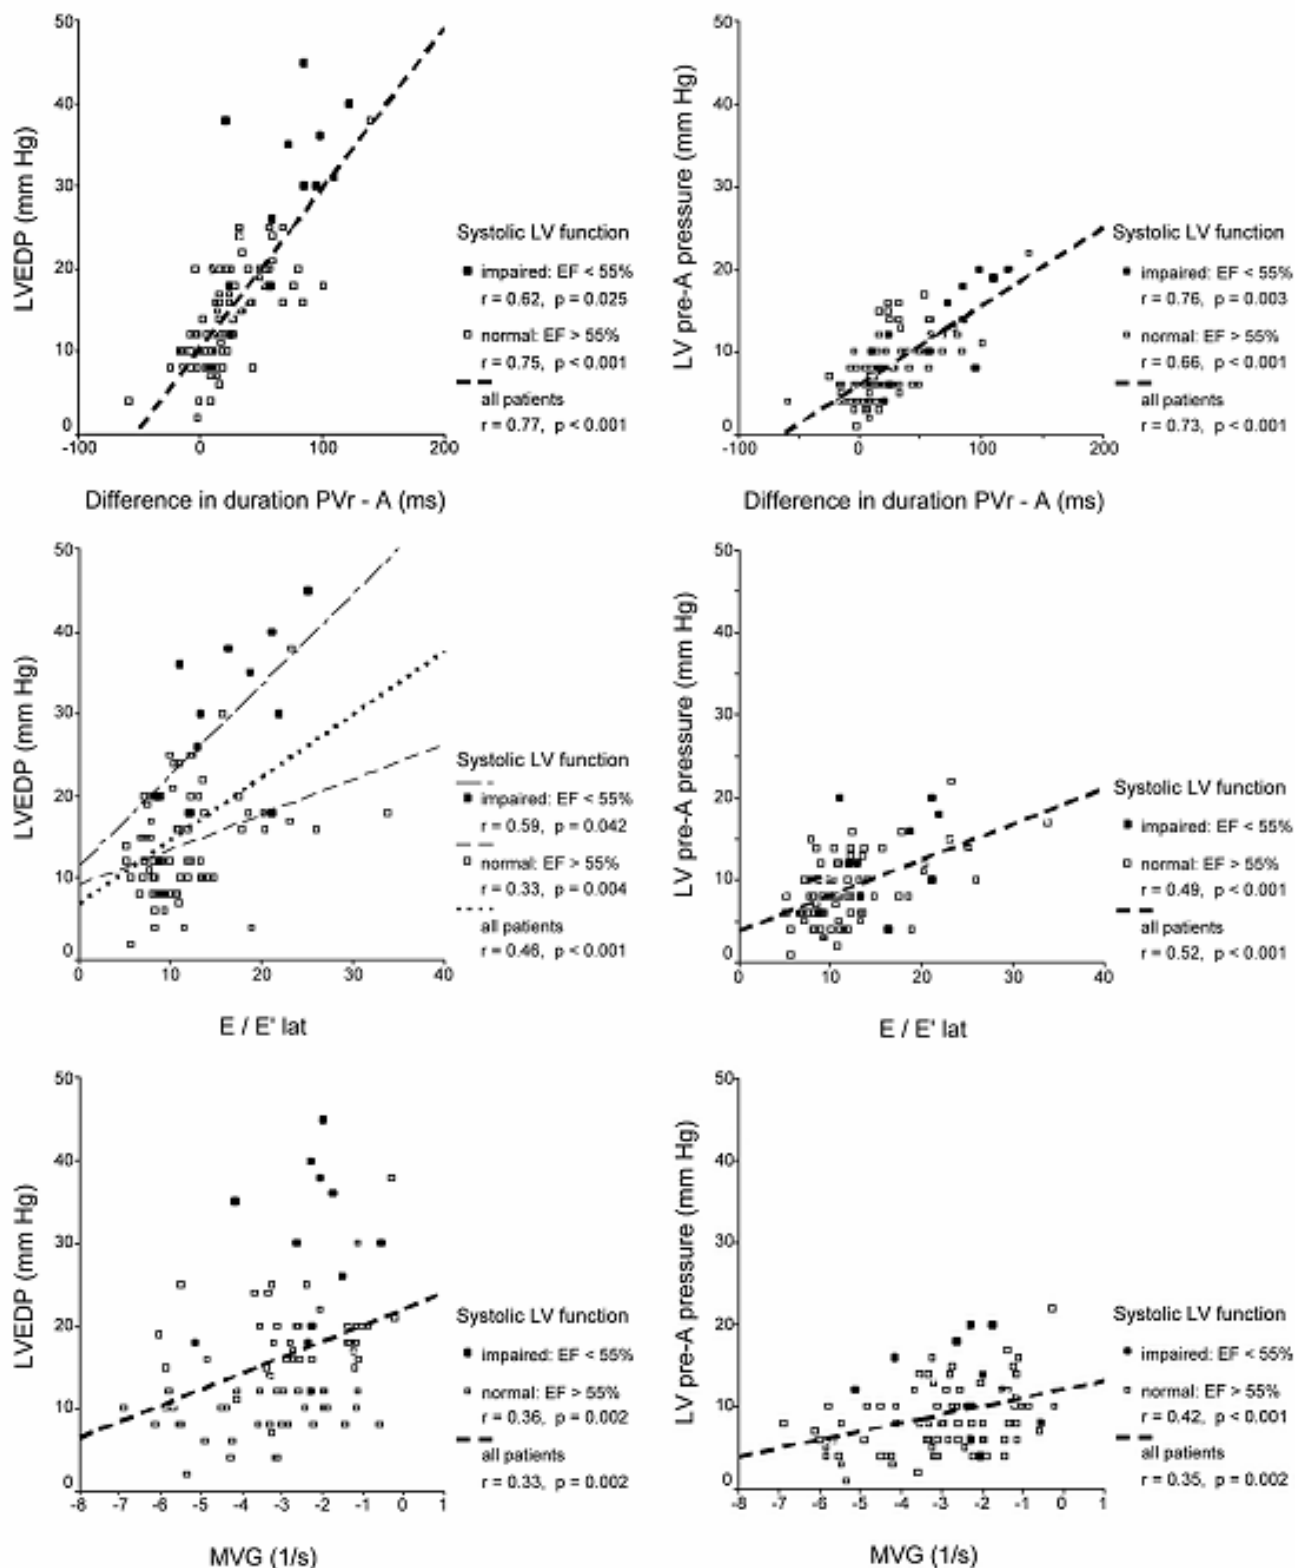 50
40
30
20
10
0
LVEDP (mm Hg)
-100
0
100
200
Difference in duration PVr - A (ms)
Systolic LV function
impaired: EF < 55%
r = 0.62, p = 0.025
normal: EF > 55%
r = 0.75, p < 0.001
all patients
r = 0.77, p < 0.001
50
40
30
20
10
0
LV pre-A pressure (mm Hg)
-100
0
100
200
Difference in duration PVr - A (ms)
Systolic LV function
impaired: EF < 55%
r = 0.76, p = 0.003
normal: EF > 55%
r = 0.66, p < 0.001
all patients
r = 0.73, p < 0.001
50
40
30
20
10
0
LVEDP (mm Hg)
0
10
20
30
40
E / E' lat
Systolic LV function
impaired: EF < 55%
r = 0.59, p = 0.042
normal: EF > 55%
r = 0.33, p = 0.004
all patients
r = 0.46, p < 0.001
50
40
30
20
10
0
LV pre-A pressure (mm Hg)
0
10
20
30
40
E / E' lat
Systolic LV function
impaired: EF < 55%
normal: EF > 55%
r = 0.49, p < 0.001
all patients
r = 0.52, p < 0.001
50
40
30
20
10
0
LVEDP (mm Hg)
-8
-7
-6
-5
-4
-3
-2
-1
0
1
MVG (1/s)
Systolic LV function
impaired: EF < 55%
normal: EF > 55%
r = 0.36, p = 0.002
all patients
r = 0.33, p = 0.002
50
40
30
20
10
0
LV pre-A pressure (mm Hg)
-8
-7
-6
-5
-4
-3
-2
-1
0
1
MVG (1/s)
Systolic LV function
impaired: EF < 55%
normal: EF > 55%
r = 0.42, p < 0.001
all patients
r = 0.35, p = 0.002